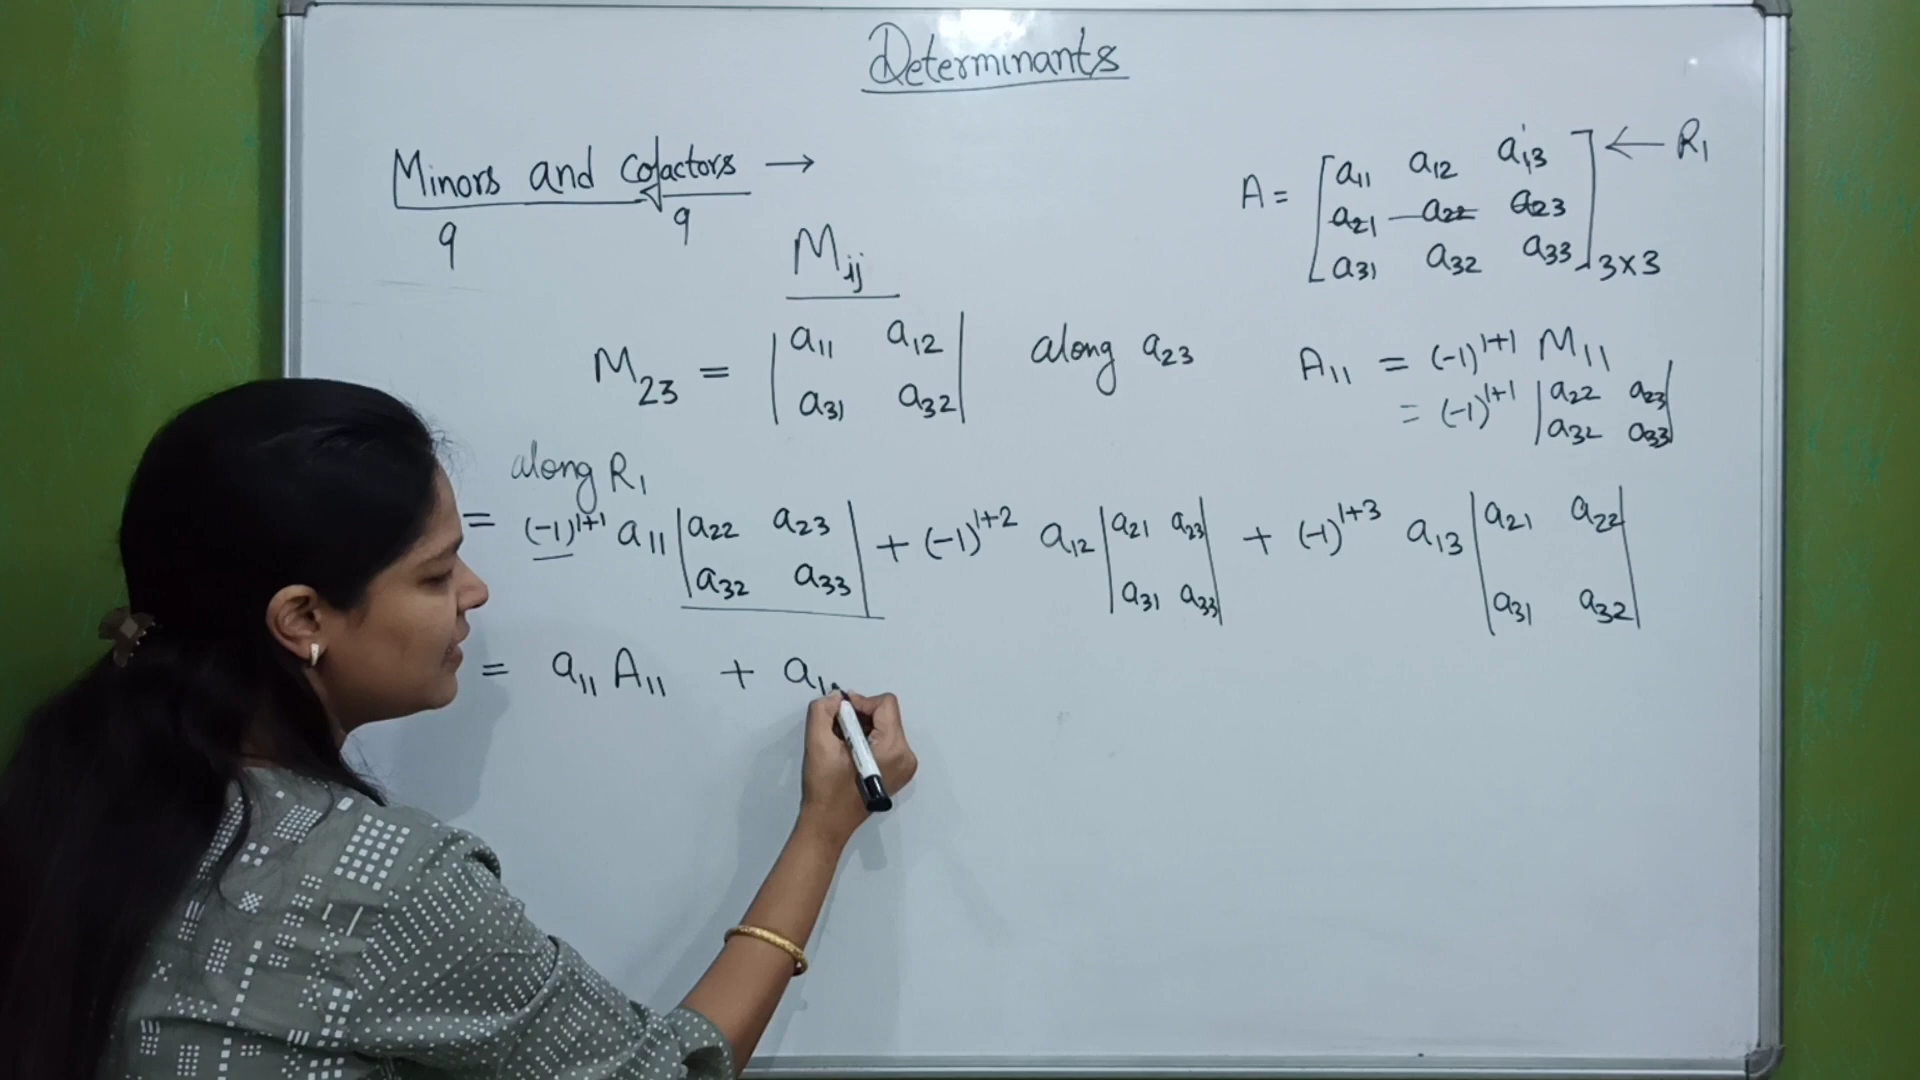 Determinants
Minors and Cofactors →
9 9
A = [ a11 a12 a13 ] ← R1
a21 a22 a23
a31 a32 a33 ] 3×3
Mij
M23 = | a11 a12 | along a23
| a31 a32 |
A11 = (-1)^1+1 M11
= (-1)^1+1 | a22 a23 |
| a32 a33 |
along R1
= (-1)^1+1 a11 | a22 a23 | + (-1)^1+2 a12 | a21 a23 | + (-1)^1+3 a13 | a21 a22 |
| a32 a33 | | a31 a33 | | a31 a32 |
= a11 A11 + a1